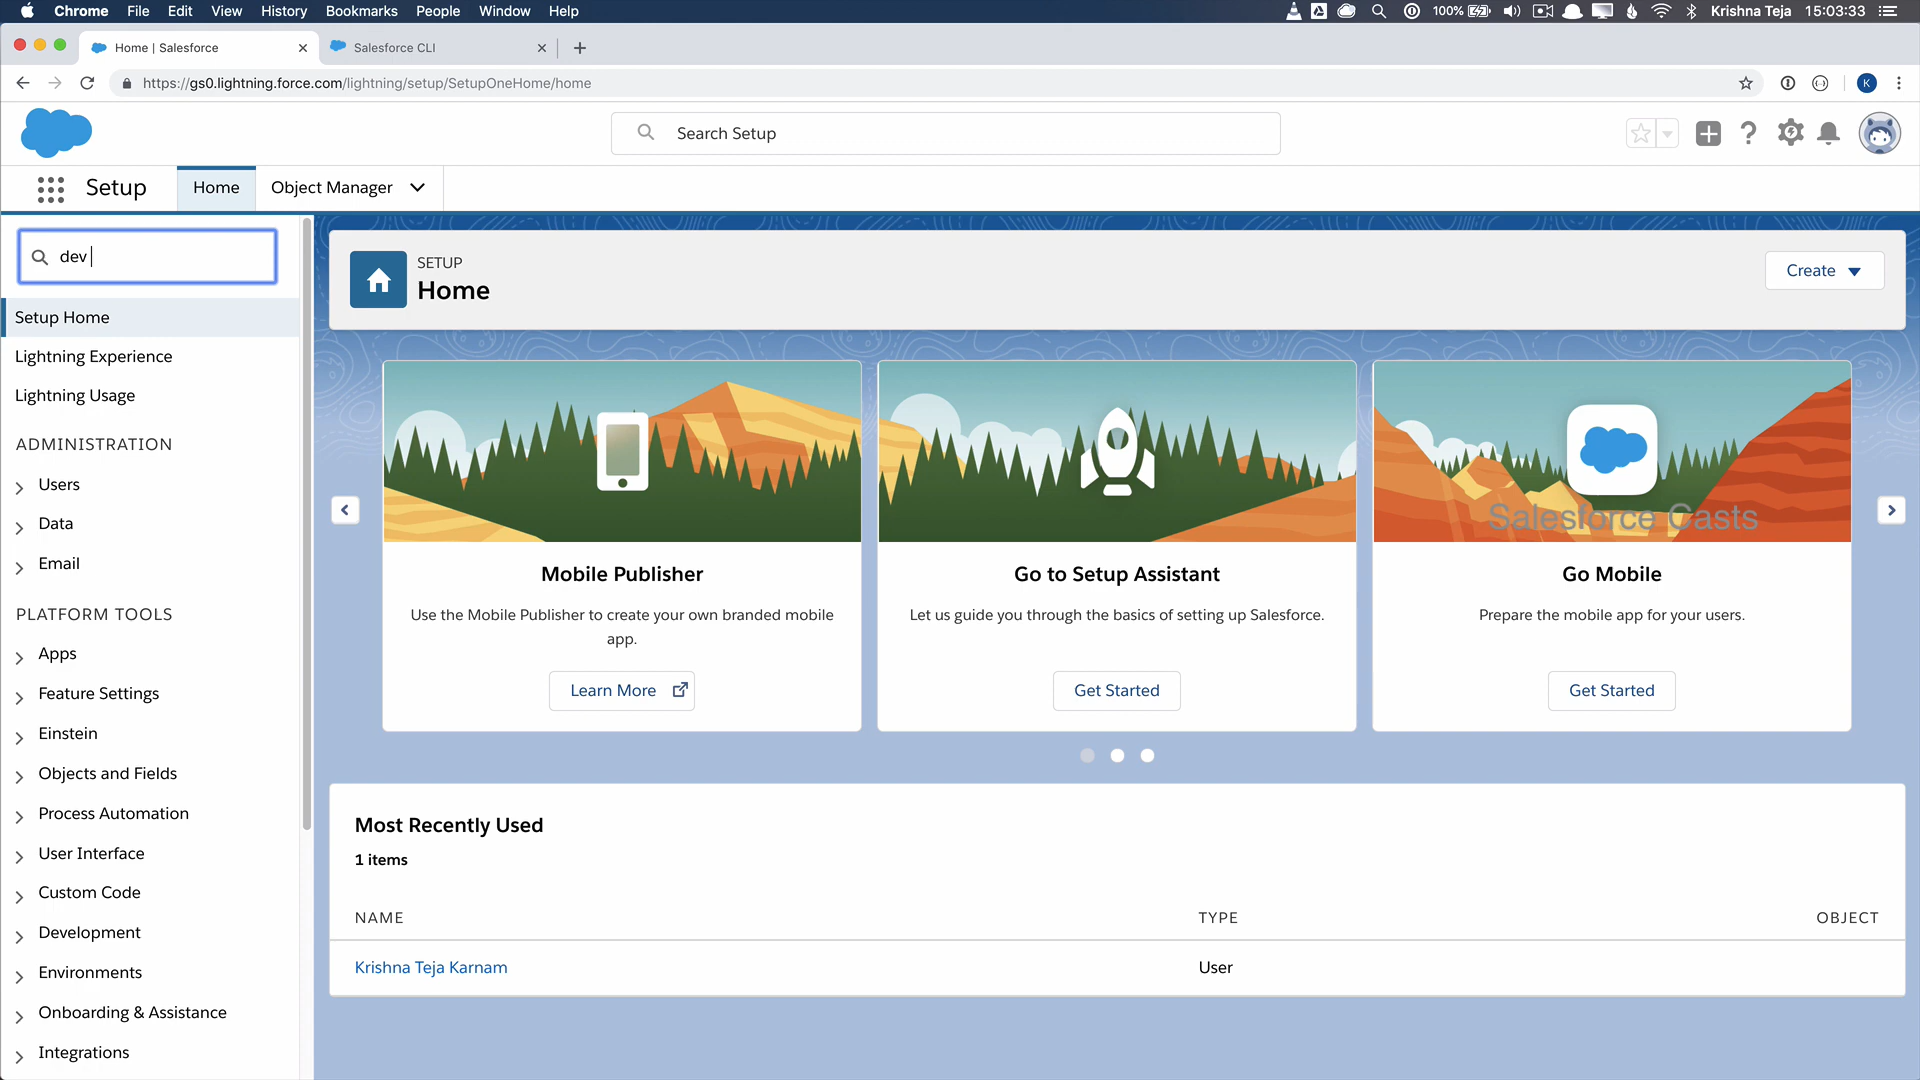 Chrome File Edit View History Bookmarks People Window Help 100% Krishna Teja 15:03:33
Home | Salesforce
Salesforce CLI
https://gs0.lightning.force.com/lightning/setup/SetupOneHome/home
K
Search Setup
Setup
Home
Object Manager
dev
Setup Home
Lightning Experience
Lightning Usage
ADMINISTRATION
Users
Data
Email
PLATFORM TOOLS
Apps
Feature Settings
Einstein
Objects and Fields
Process Automation
User Interface
Custom Code
Development
Environments
Onboarding & Assistance
Integrations
SETUP
Home
Create
Mobile Publisher
Use the Mobile Publisher to create your own branded mobile
app.
Learn More
Go to Setup Assistant
Let us guide you through the basics of setting up Salesforce.
Get Started
Salesforce Casts
Go Mobile
Prepare the mobile app for your users.
Get Started
Most Recently Used
1 items
NAME TYPE OBJECT
Krishna Teja Karnam User